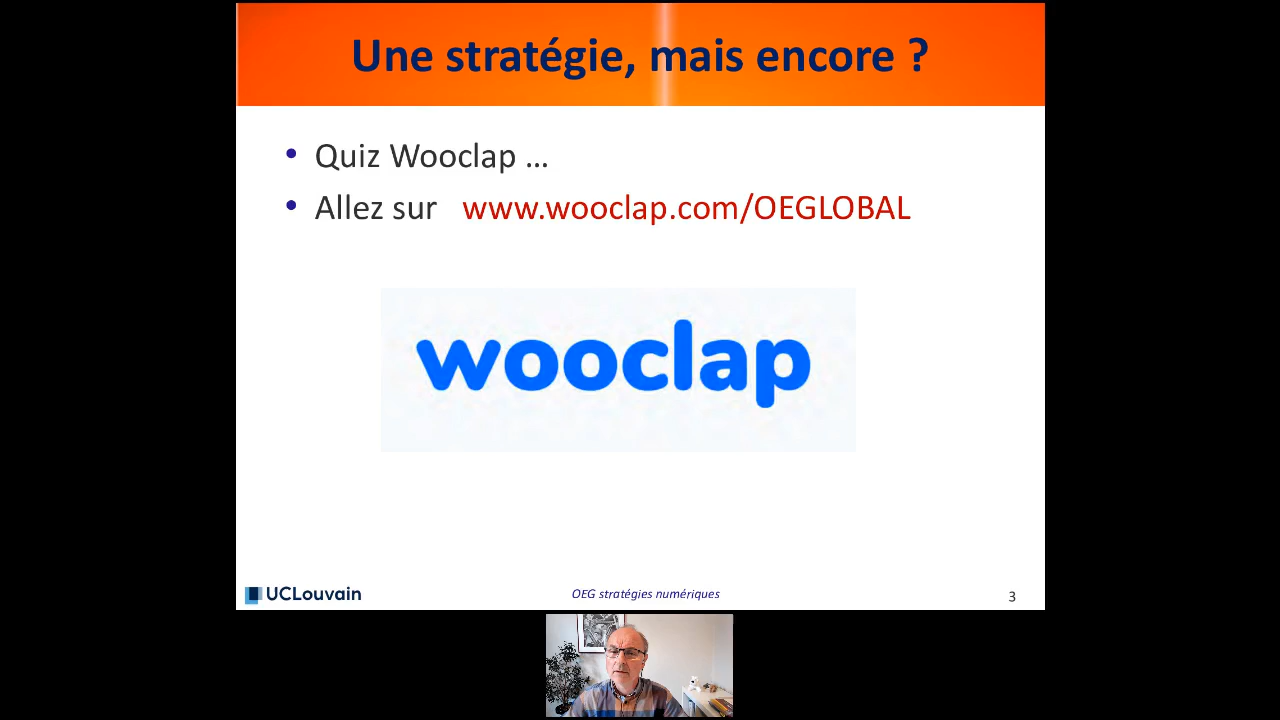 Une stratégie, mais encore ?
• Quiz Wooclap ...
• Allez sur www.wooclap.com/OEGLOBAL
wooclap
UCLouvain
OEG stratégies numériques
3